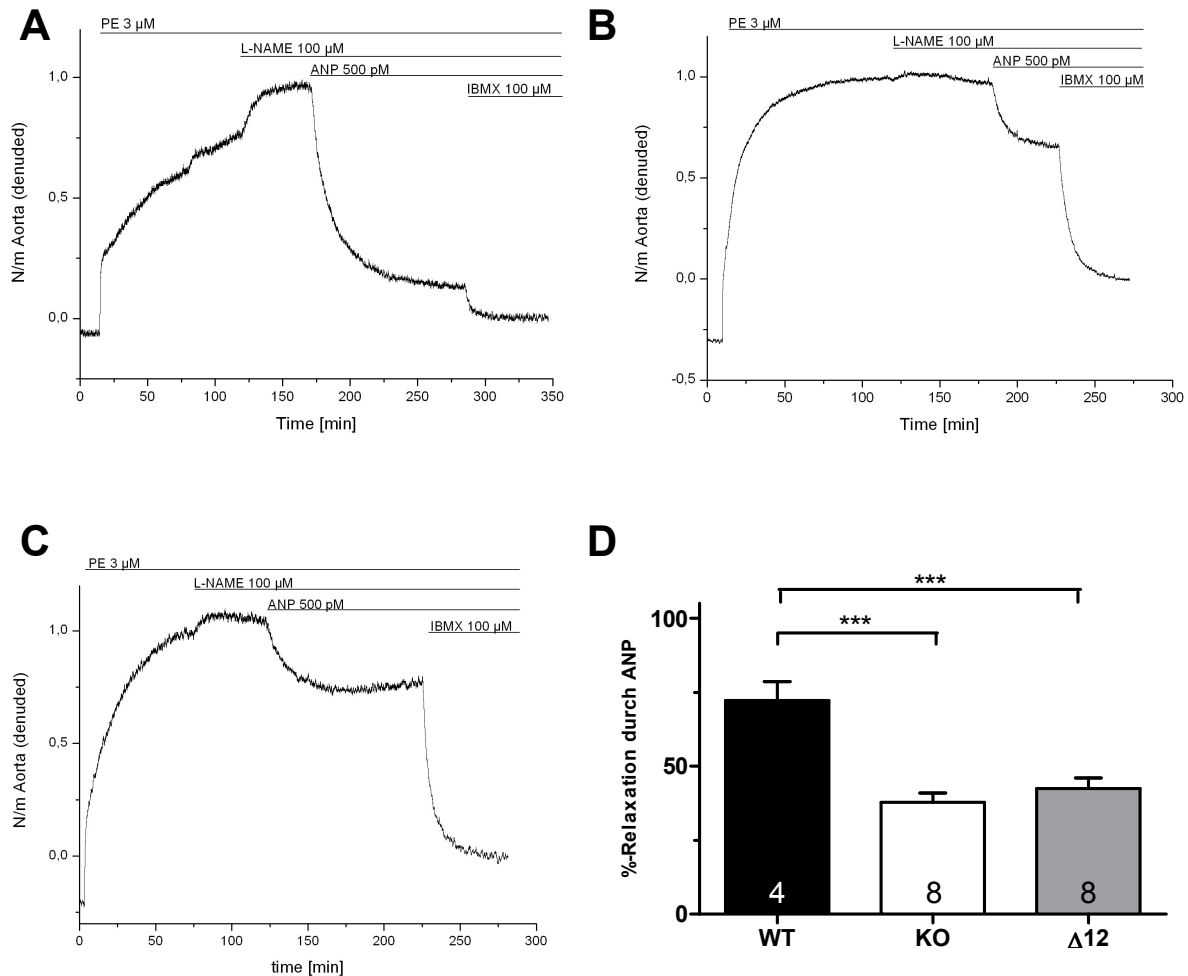 A
PE 3 µM
L-NAME 100 µM
ANP 500 pM
IBMX 100 µM
1,0
0,5
0,0
N/m Aorta (denuded)
0 50 100 150 200 250 300 350
Time [min]
B
PE 3 µM
L-NAME 100 µM
ANP 500 pM
IBMX 100 µM
1,0
0,5
0,0
-0,5
N/m Aorta (denuded)
0 50 100 150 200 250 300
Time [min]
C
PE 3 µM
L-NAME 100 µM
ANP 500 pM
IBMX 100 µM
1,0
0,5
0,0
N/m Aorta (denuded)
0 50 100 150 200 250 300
time [min]
D
***
***
100
50
0
%-Relaxation durch ANP
4 8 8
WT KO Δ12